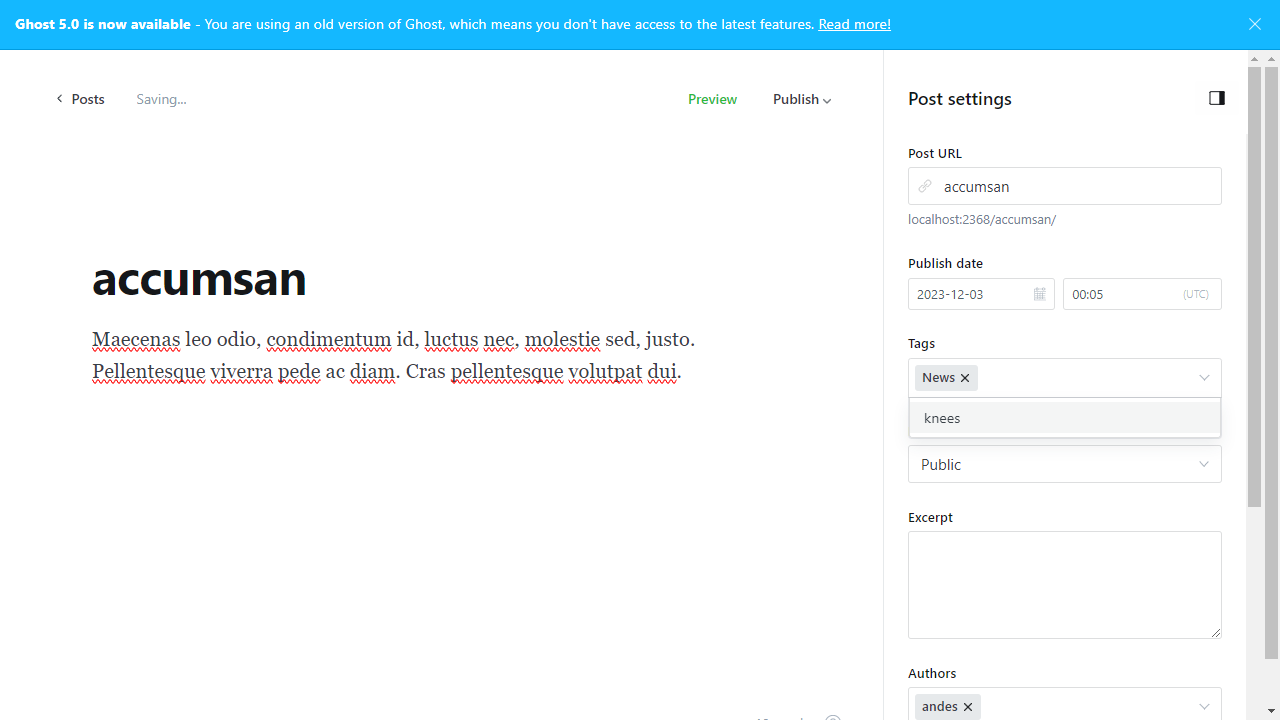 Ghost 5.0 is now available - You are using an old version of Ghost, which means you don't have access to the latest features. Read more!
Posts
Saving...
Preview
Publish
Post settings
Post URL
accumsan
localhost:2368/accumsan/
Publish date
2023-12-03
00:05
(UTC)
accumsan
Maecenas leo odio, condimentum id, luctus nec, molestie sed, justo.
Pellentesque viverra pede ac diam. Cras pellentesque volutpat dui.
Tags
News
knees
Public
Excerpt
Authors
andes